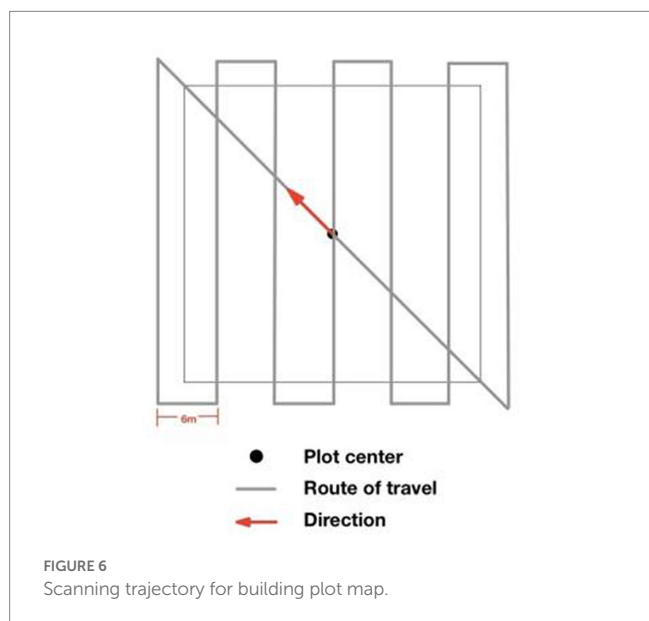 6m
Plot center
Route of travel
Direction
FIGURE 6
Scanning trajectory for building plot map.